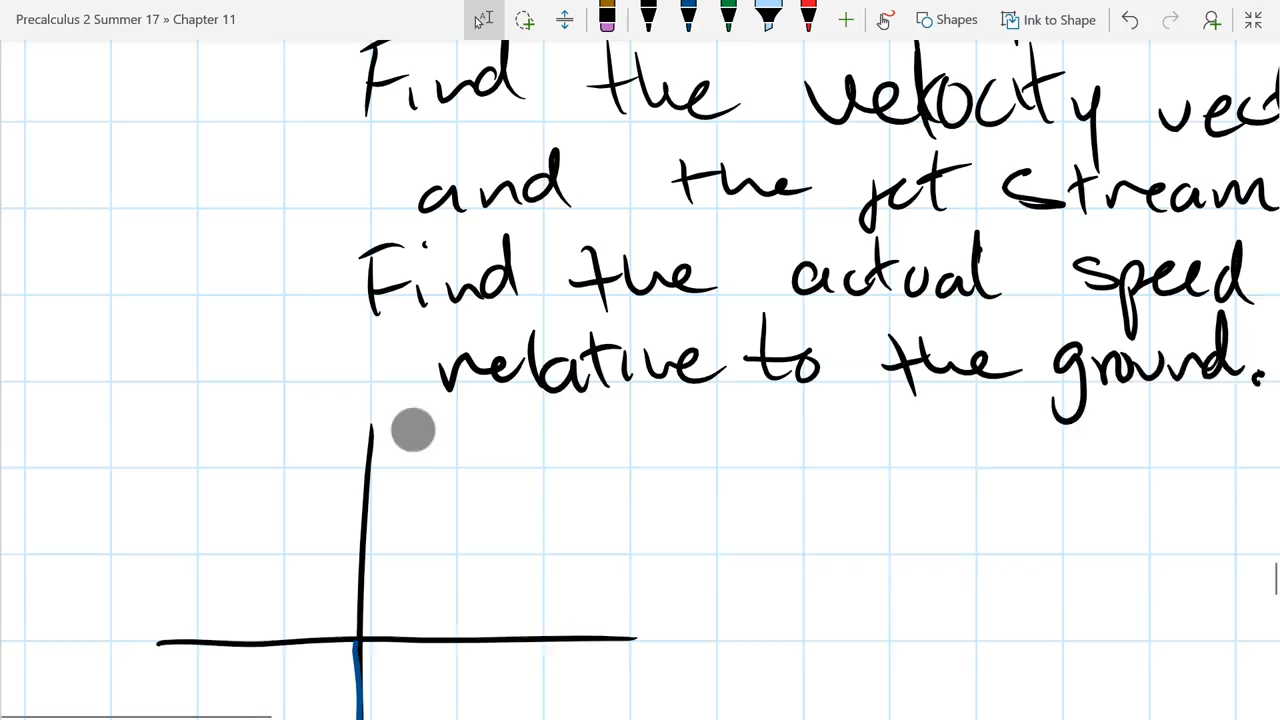 Precalculus 2 Summer 17 » Chapter 11
Shapes
Ink to Shape
Find the velocity vec
and the jet stream
Find the actual speed
relative to the ground.